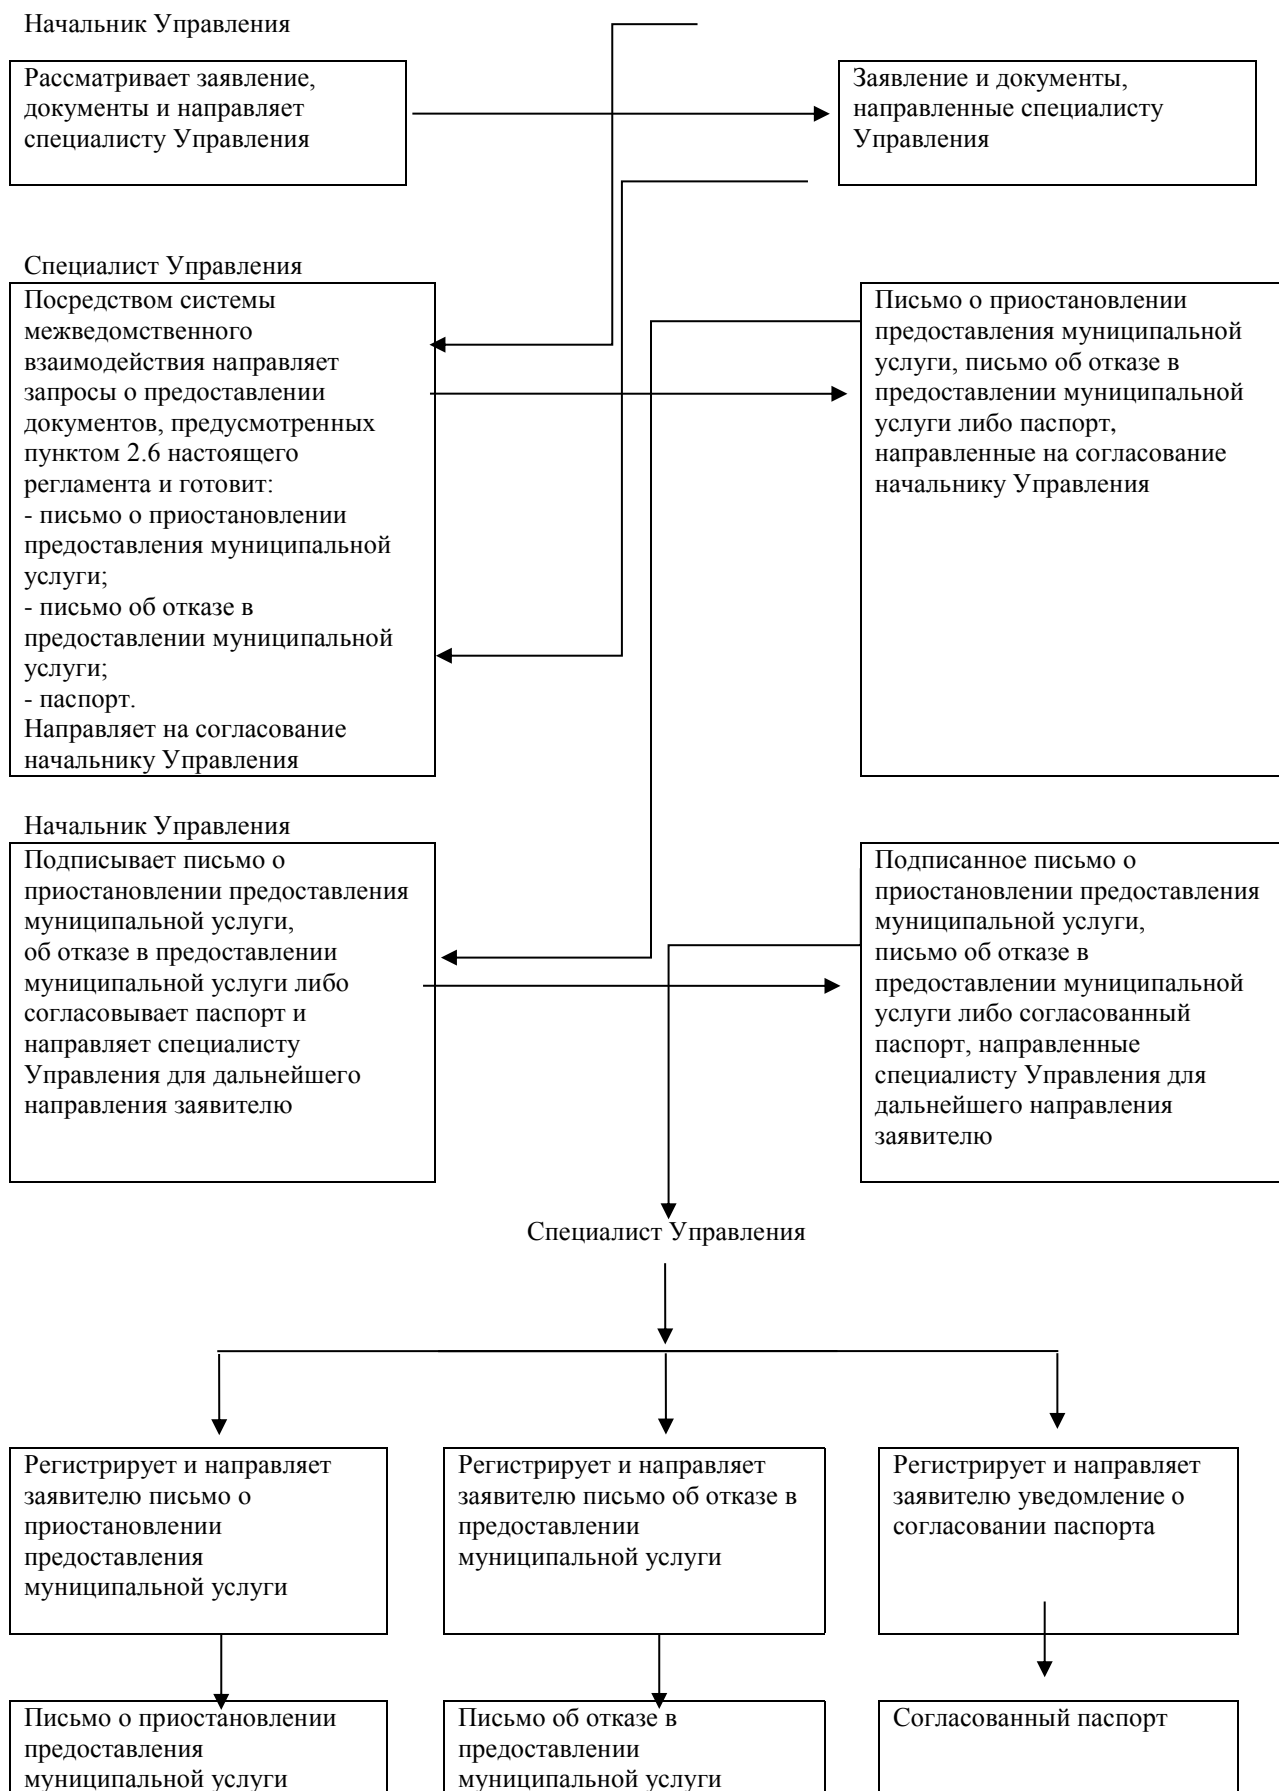 Начальник Управления
Рассматривает заявление,
документы и направляет
специалисту Управления
Заявление и документы,
направленные специалисту
Управления
Специалист Управления
Посредством системы
межведомственного
взаимодействия направляет
запросы о предоставлении
документов, предусмотренных
пунктом 2.6 настоящего
регламента и готовит:
- письмо о приостановлении
предоставления муниципальной
услуги;
- письмо об отказе в
предоставлении муниципальной
услуги;
- паспорт.
Направляет на согласование
начальнику Управления
Письмо о приостановлении
предоставления муниципальной
услуги, письмо об отказе в
предоставлении муниципальной
услуги либо паспорт,
направленные на согласование
начальнику Управления
Начальник Управления
Подписывает письмо о
приостановлении предоставления
муниципальной услуги,
об отказе в предоставлении
муниципальной услуги либо
согласовывает паспорт и
направляет специалисту
Управления для дальнейшего
направления заявителю
Подписанное письмо о
приостановлении предоставления
муниципальной услуги,
письмо об отказе в
предоставлении муниципальной
услуги либо согласованный
паспорт, направленные
специалисту Управления для
дальнейшего направления
заявителю
Специалист Управления
Регистрирует и направляет
заявителю письмо о
приостановлении
предоставления
муниципальной услуги
Регистрирует и направляет
заявителю письмо об отказе в
предоставлении
муниципальной услуги
Регистрирует и направляет
заявителю уведомление о
согласовании паспорта
Письмо о приостановлении
предоставления
муниципальной услуги
Письмо об отказе в
предоставлении
муниципальной услуги
Согласованный паспорт